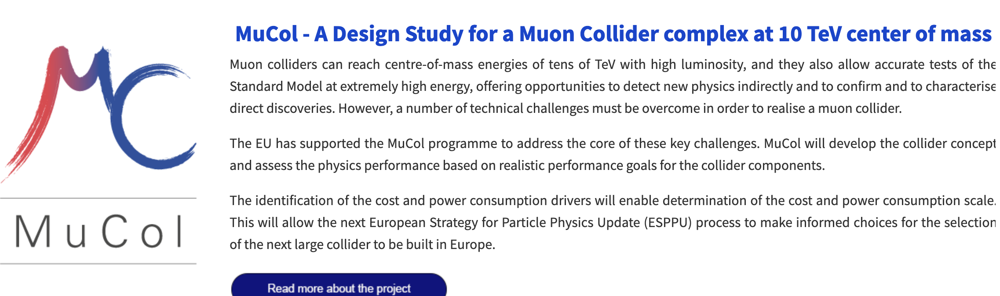 MuCol - A Design Study for a Muon Collider complex at 10 TeV center of mass
Muon colliders can reach centre-of-mass energies of tens of TeV with high luminosity, and they also allow accurate tests of the
Standard Model at extremely high energy, offering opportunities to detect new physics indirectly and to confirm and to characterise
direct discoveries. However, a number of technical challenges must be overcome in order to realise a muon collider.
The EU has supported the MuCol programme to address the core of these key challenges. MuCol will develop the collider concept
and assess the physics performance based on realistic performance goals for the collider components.
The identification of the cost and power consumption drivers will enable determination of the cost and power consumption scale.
This will allow the next European Strategy for Particle Physics Update (ESPPU) process to make informed choices for the selection
of the next large collider to be built in Europe.
Read more about the project
MC
MuCol